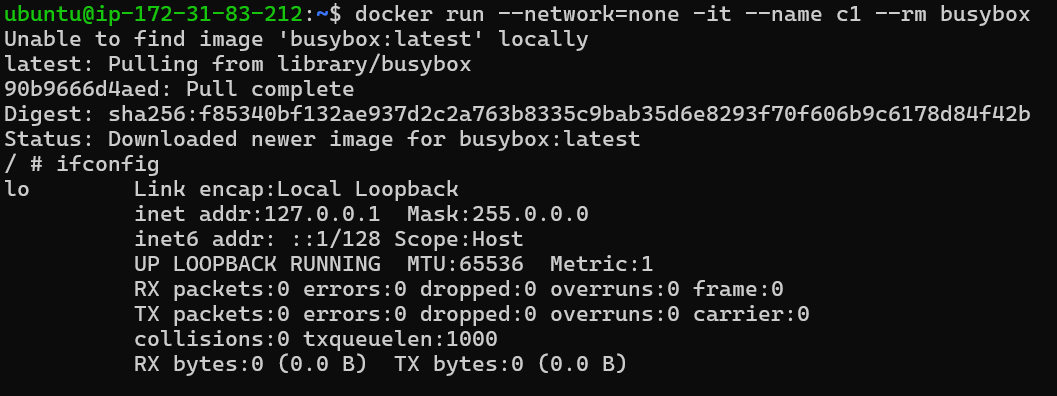 ubuntu@ip-172-31-83-212:~$ docker run --network=none -it --name c1 --rm busybox
Unable to find image 'busybox:latest' locally
latest: Pulling from library/busybox
90b9666d4aed: Pull complete
Digest: sha256:f85340bf132ae937d2c2a763b8335c9bab35d6e8293f70f606b9c6178d84f42b
Status: Downloaded newer image for busybox:latest
/ # ifconfig
lo        Link encap:Local Loopback
          inet addr:127.0.0.1  Mask:255.0.0.0
          inet6 addr: ::1/128 Scope:Host
          UP LOOPBACK RUNNING  MTU:65536  Metric:1
          RX packets:0 errors:0 dropped:0 overruns:0 frame:0
          TX packets:0 errors:0 dropped:0 overruns:0 carrier:0
          collisions:0 txqueuelen:1000
          RX bytes:0 (0.0 B)  TX bytes:0 (0.0 B)